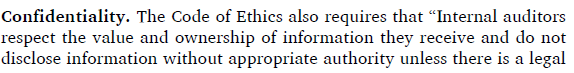 Confidentiality. The Code of Ethics also requires that “Internal auditors
respect the value and ownership of information they receive and do not
disclose information without appropriate authority unless there is a legal